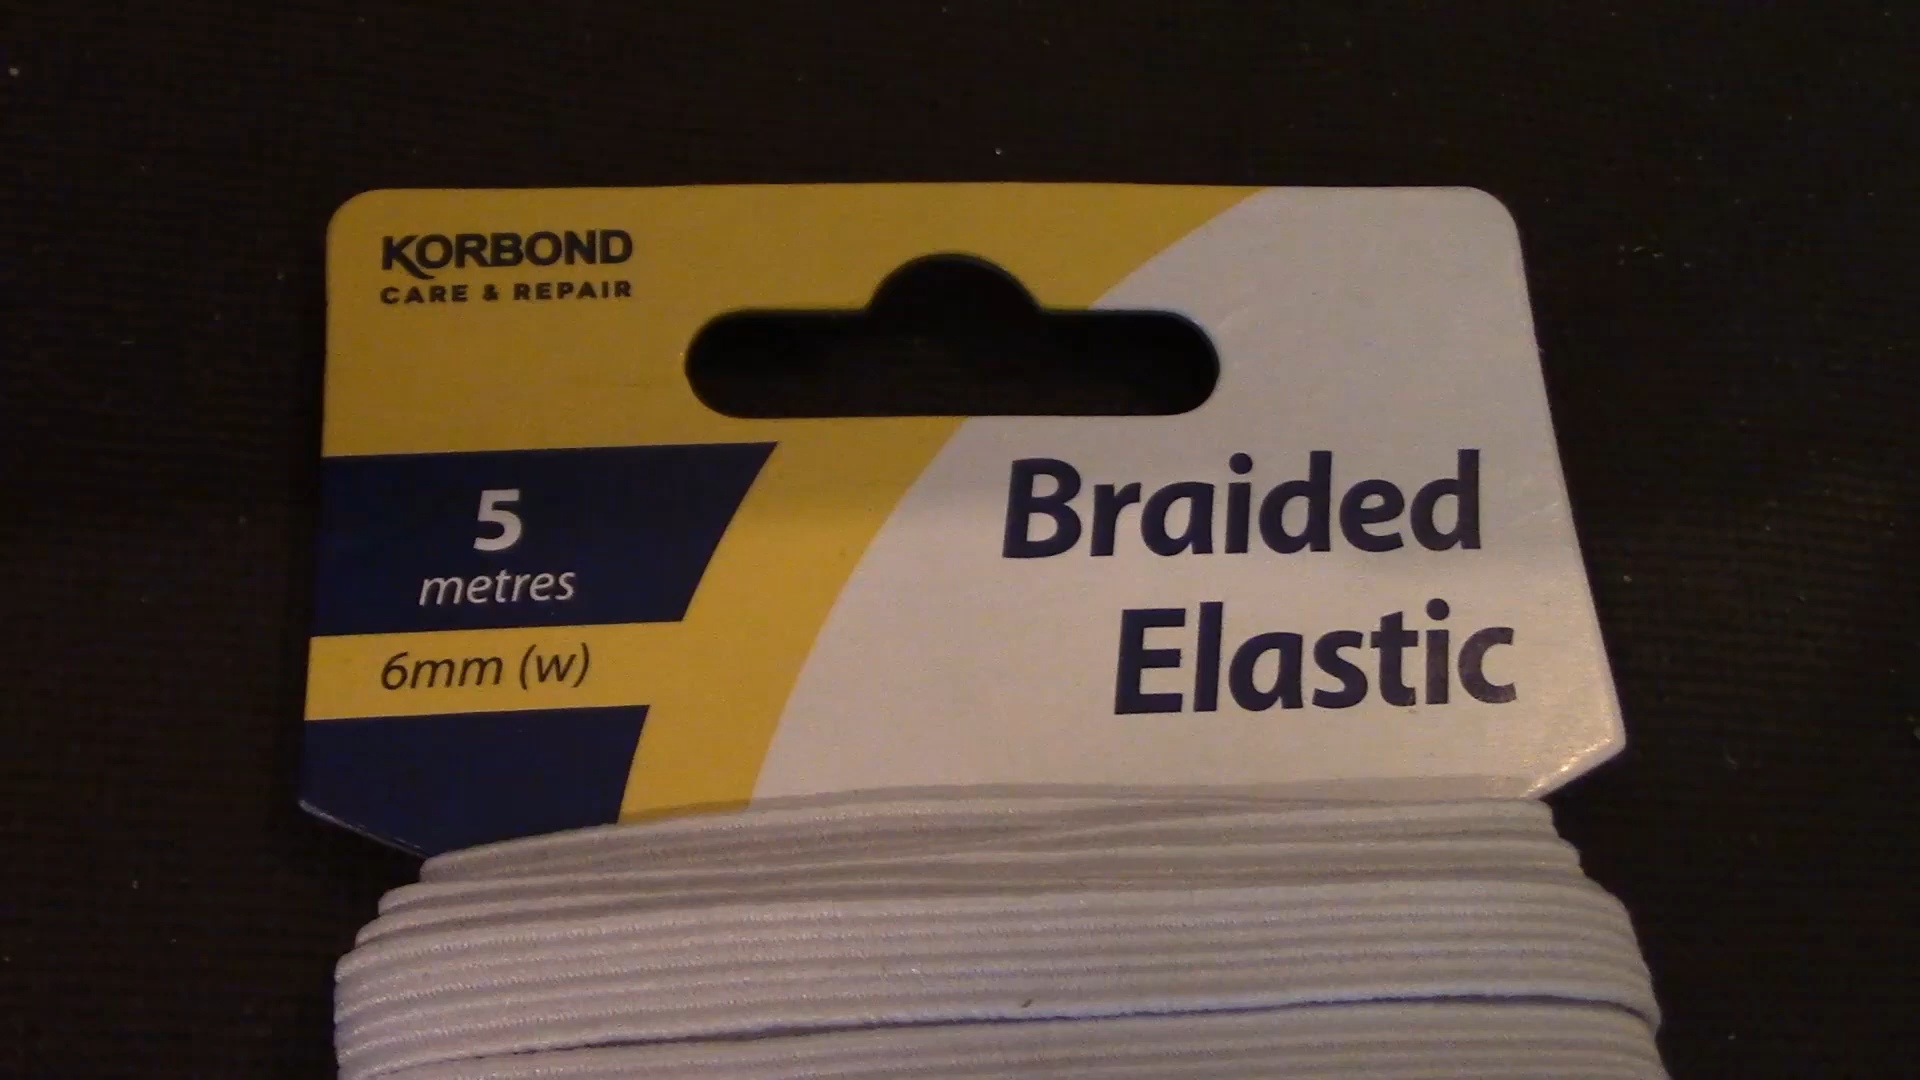 KORBOND
CARE & REPAIR
5
metres
6mm (w)
Braided
Elastic